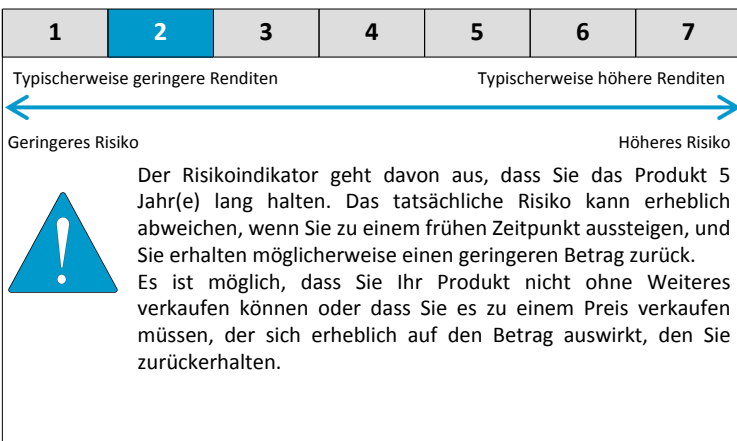 1 2 3 4 5 6 7
Typischerweise geringere Renditen Typischerweise höhere Renditen
Geringeres Risiko Höheres Risiko
Der Risikoindikator geht davon aus, dass Sie das Produkt 5
Jahr(e) lang halten. Das tatsächliche Risiko kann erheblich
abweichen, wenn Sie zu einem frühen Zeitpunkt aussteigen, und
Sie erhalten möglicherweise einen geringeren Betrag zurück.
Es ist möglich, dass Sie Ihr Produkt nicht ohne Weiteres
verkaufen können oder dass Sie es zu einem Preis verkaufen
müssen, der sich erheblich auf den Betrag auswirkt, den Sie
zurückerhalten.